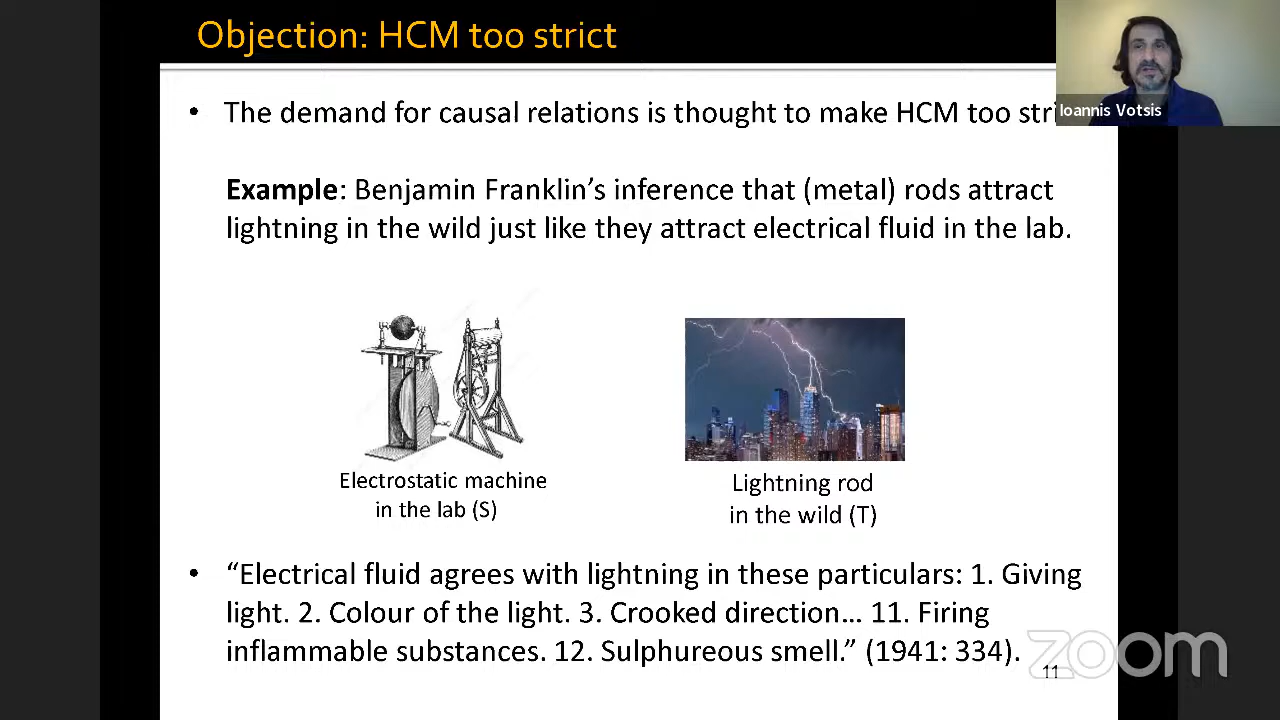 Objection: HCM too strict
• The demand for causal relations is thought to make HCM too
Ioannis Votsis
Example: Benjamin Franklin’s inference that (metal) rods attract
lightning in the wild just like they attract electrical fluid in the lab.
Electrostatic machine
in the lab (S)
Lightning rod
in the wild (T)
• “Electrical fluid agrees with lightning in these particulars: 1. Giving
light. 2. Colour of the light. 3. Crooked direction… 11. Firing
inflammable substances. 12. Sulphureous smell.” (1941: 334).
zoom
11